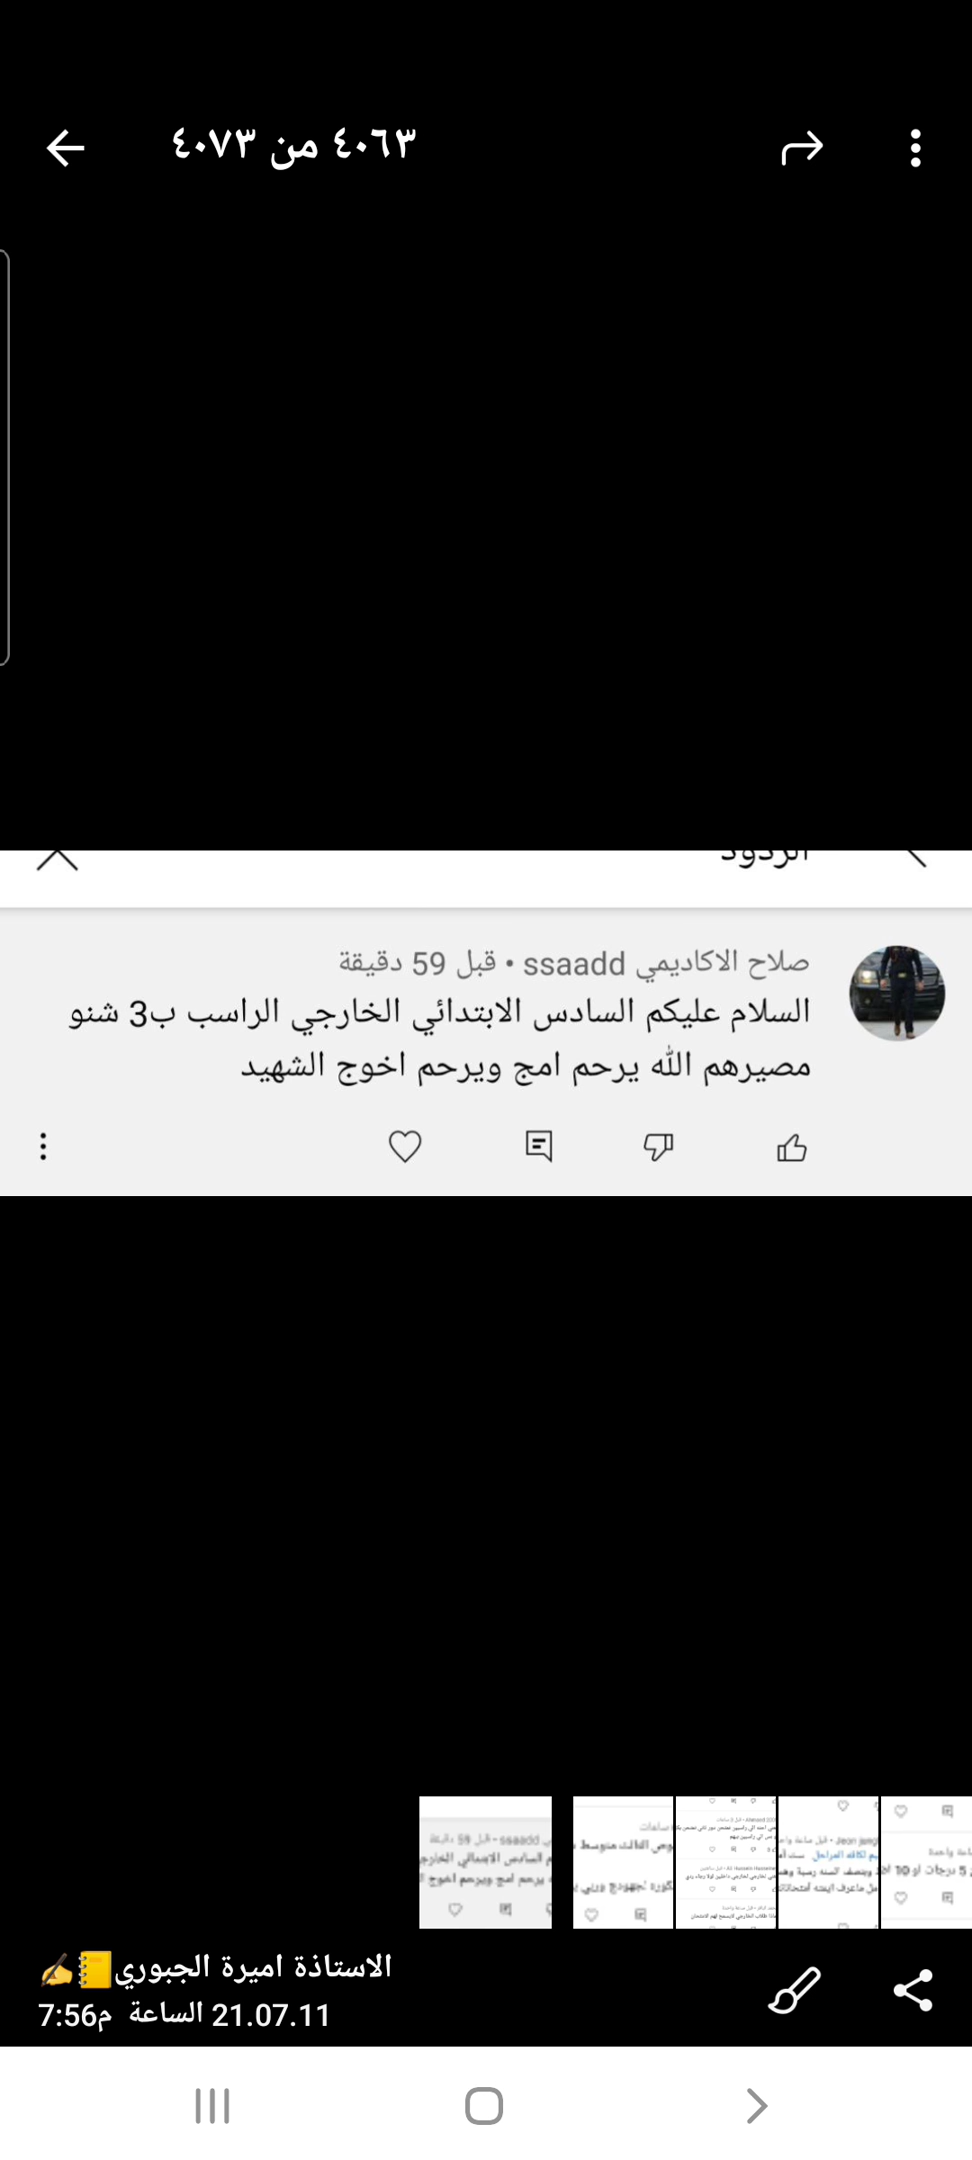 ٤٠٦٣ من ٤٠٧٣
الردود
صلاح الاكاديمي ssaadd • قبل 59 دقيقة
السلام عليكم السادس الابتدائي الخارجي الراسب ب3 شنو
مصيرهم الله يرحم امج ويرحم اخوج الشهيد
الاستاذة اميرة الجبوري📒✍
21.07.11 الساعة 7:56م